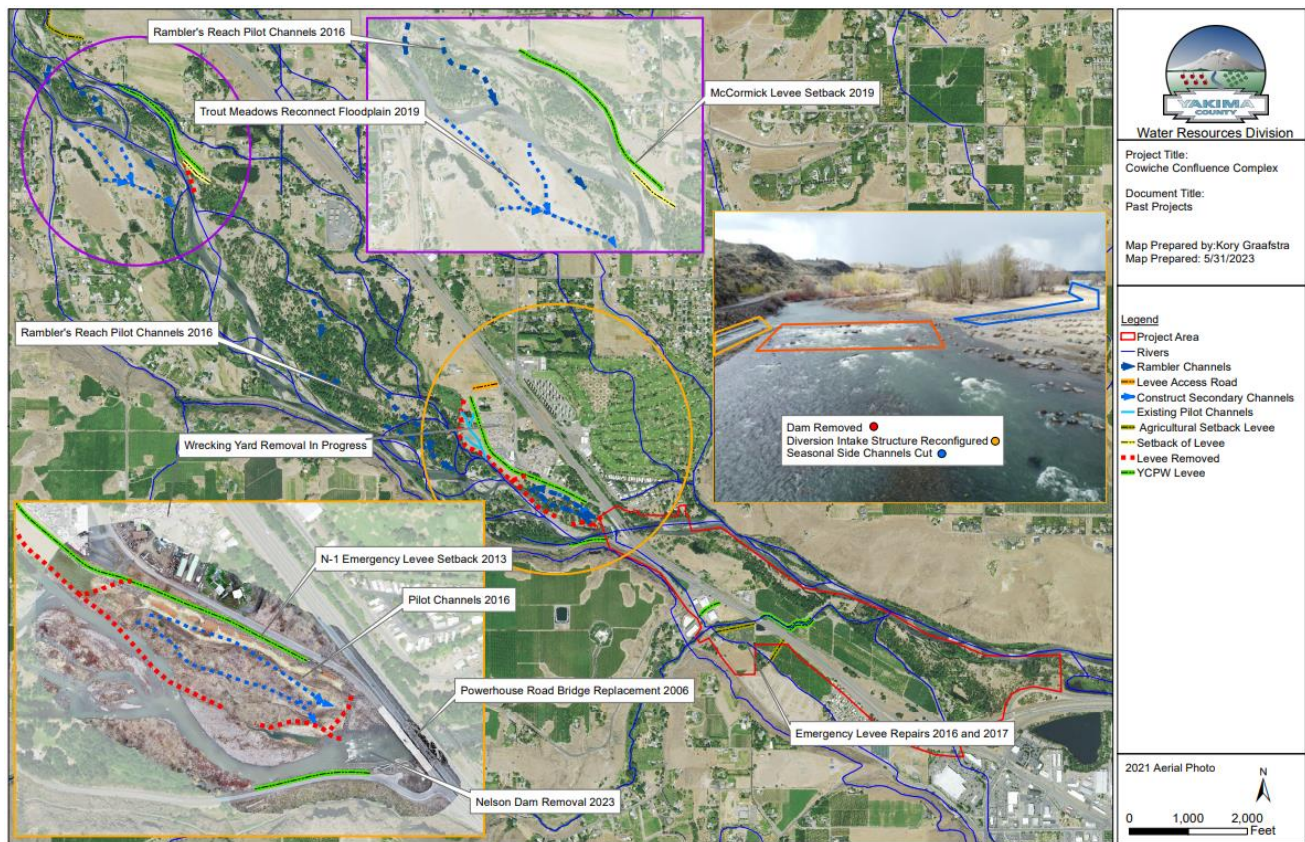 Rambler's Reach Pilot Channels 2016
Trout Meadows Reconnect Floodplain 2019
McCormick Levee Setback 2019
Rambler's Reach Pilot Channels 2016
Wrecking Yard Removal In Progress
Dam Removed
Diversion Intake Structure Reconfigured
Seasonal Side Channels Cut
N-1 Emergency Levee Setback 2013
Pilot Channels 2016
Powerhouse Road Bridge Replacement 2006
Emergency Levee Repairs 2016 and 2017
Nelson Dam Removal 2023
YAKIMA
COUNTY
Water Resources Division
Project Title:
Cowiche Confluence Complex
Document Title:
Past Projects
Map Prepared by:Kory Graafstra
Map Prepared: 5/31/2023
Legend
Project Area
Rivers
Rambler Channels
Levee Access Road
Construct Secondary Channels
Existing Pilot Channels
Agricultural Setback Levee
Setback of Levee
Levee Removed
YCPW Levee
2021 Aerial Photo
N
0 1,000 2,000
Feet